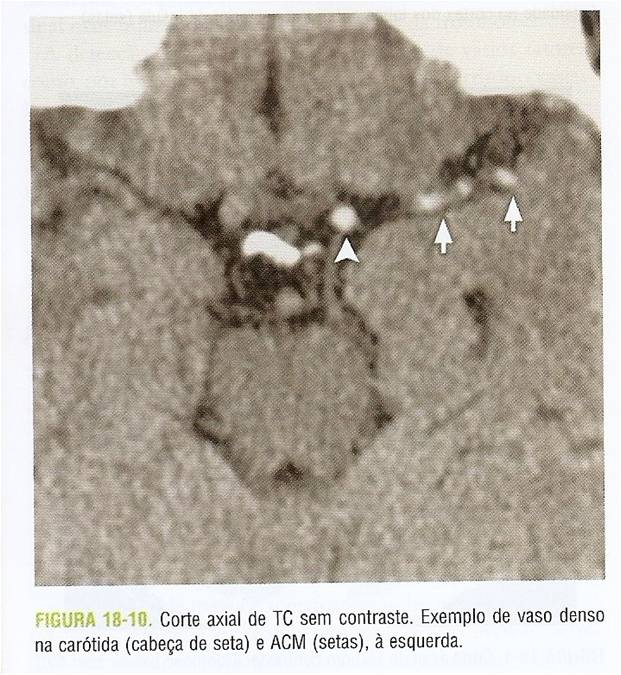 FIGURA 18-10. Corte axial de TC sem contraste. Exemplo de vaso denso
na carótida (cabeça de seta) e ACM (setas), à esquerda.